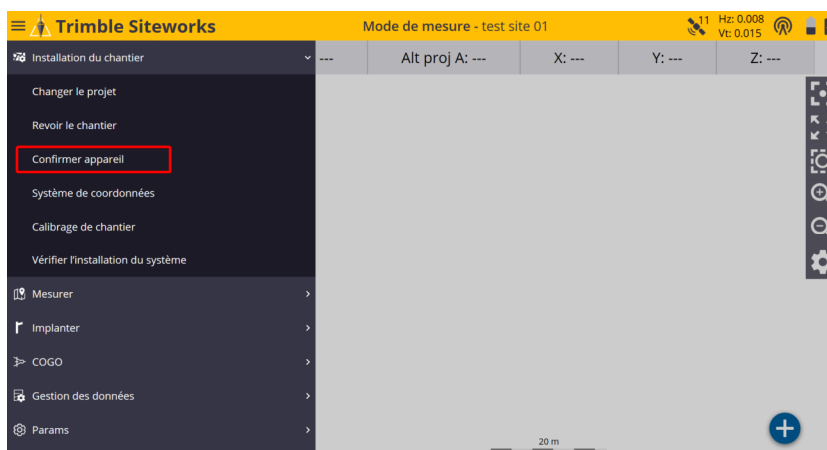 Trimble Siteworks
Mode de mesure - test site 01
11
Hz: 0.008
Vt: 0.015
Installation du chantier
---
Alt proj A: ---
X: ---
Y: ---
Z: ---
Changer le projet
Revoir le chantier
Confirmer appareil
Système de coordonnées
Calibrage de chantier
Vérifier l'installation du système
Mesurer
Implanter
COGO
Gestion des données
Params
20 m